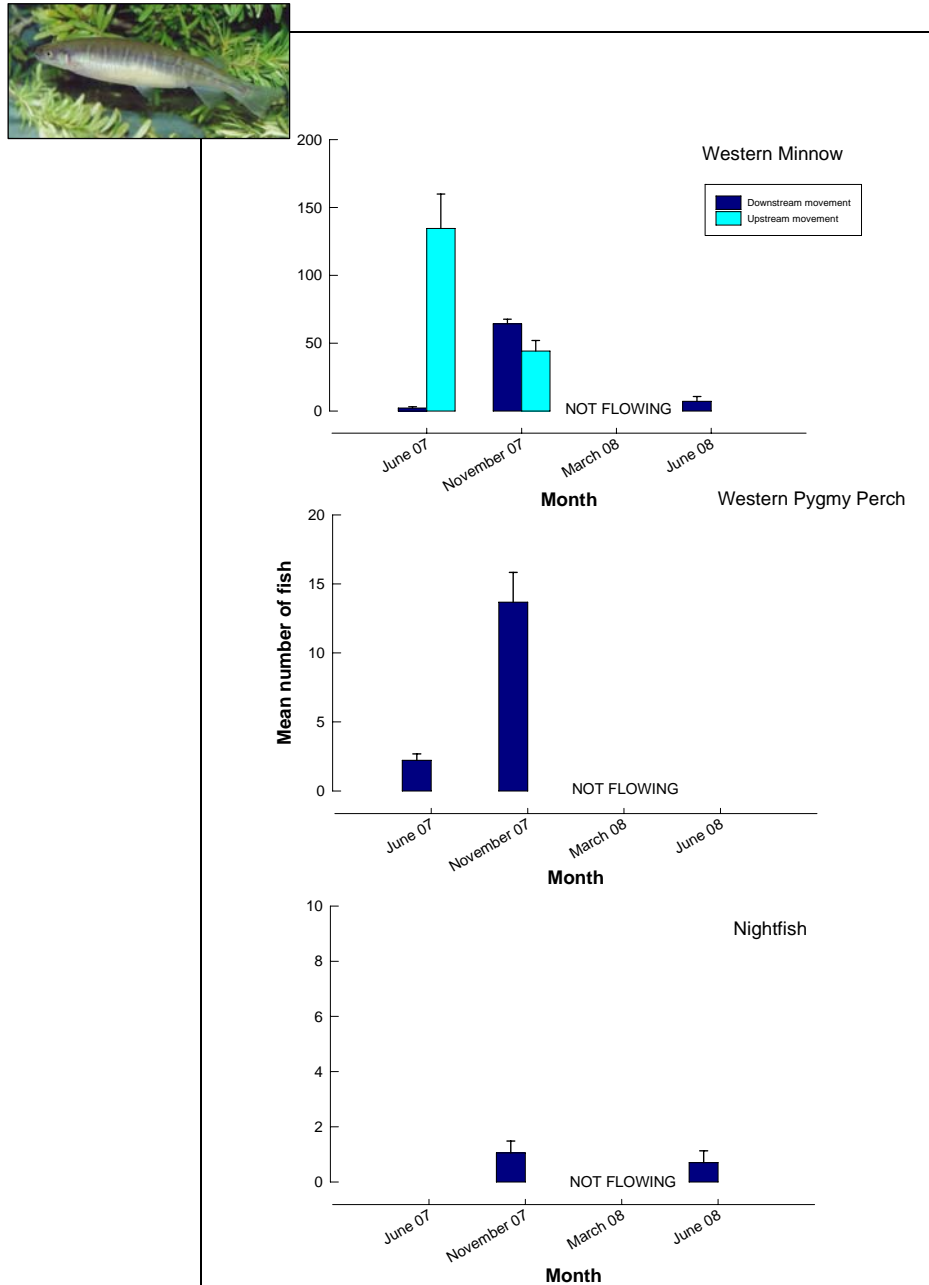 Western Minnow
Downstream movement
Upstream movement
200
150
100
50
0
NOT FLOWING
June 07
November 07
March 08
June 08
Month
Western Pygmy Perch
Mean number of fish
20
15
10
5
0
NOT FLOWING
June 07
November 07
March 08
June 08
Month
Nightfish
10
8
6
4
2
0
NOT FLOWING
June 07
November 07
March 08
June 08
Month